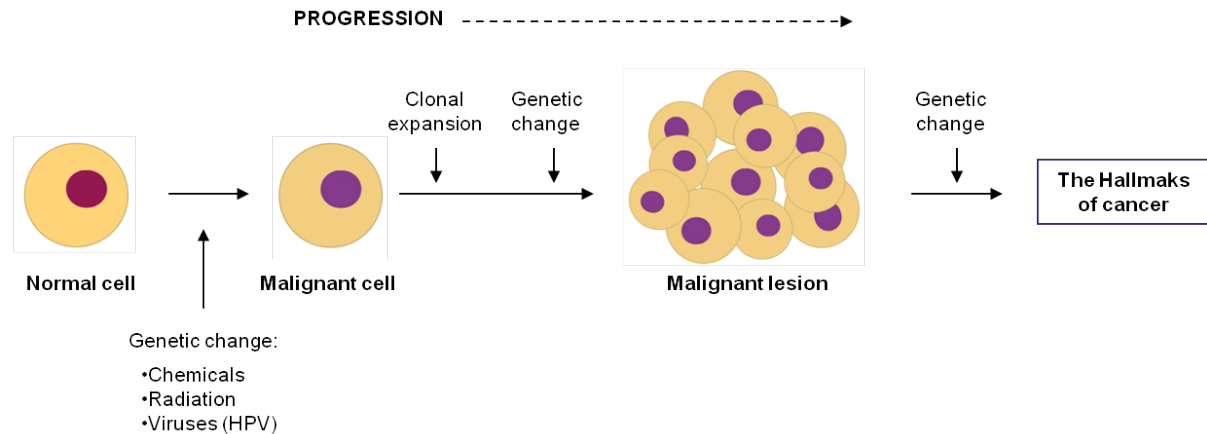 PROGRESSION
Clonal
expansion
Genetic
change
Genetic
change
The Hallmaks
of cancer
Normal cell
Malignant cell
Malignant lesion
Genetic change:
•Chemicals
•Radiation
•Viruses (HPV)